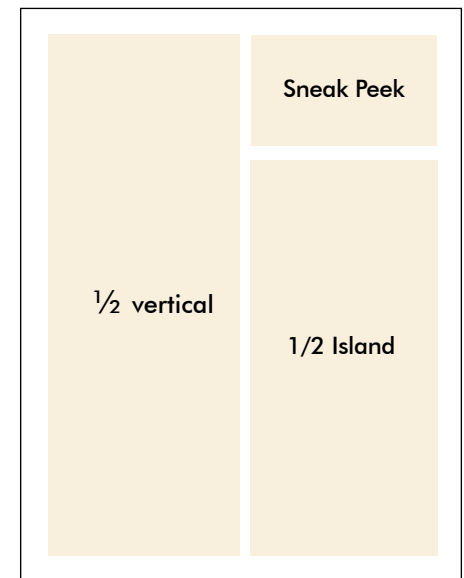 Sneak Peek
½ vertical
1/2 Island